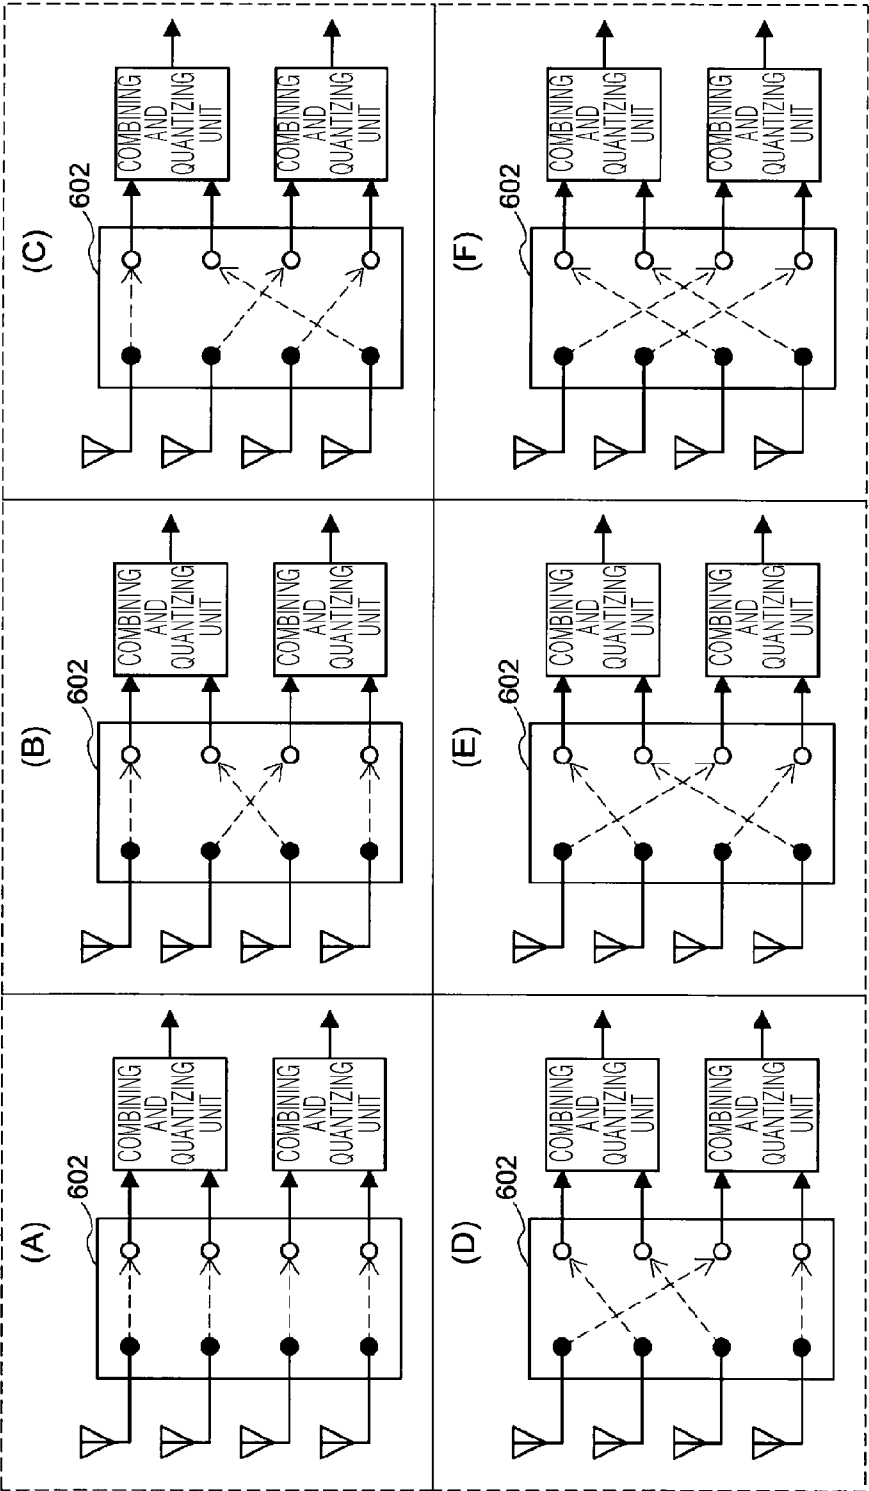 (A)
602
COMBINING
AND
QUANTIZING
UNIT
COMBINING
AND
QUANTIZING
UNIT
(B)
602
COMBINING
AND
QUANTIZING
UNIT
COMBINING
AND
QUANTIZING
UNIT
(C)
602
COMBINING
AND
QUANTIZING
UNIT
COMBINING
AND
QUANTIZING
UNIT
(D)
602
COMBINING
AND
QUANTIZING
UNIT
COMBINING
AND
QUANTIZING
UNIT
(E)
602
COMBINING
AND
QUANTIZING
UNIT
COMBINING
AND
QUANTIZING
UNIT
(F)
602
COMBINING
AND
QUANTIZING
UNIT
COMBINING
AND
QUANTIZING
UNIT